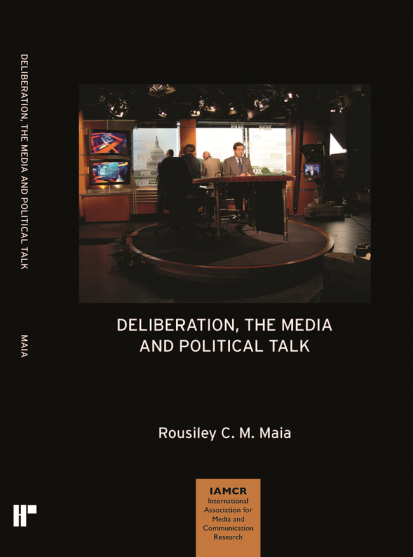 DELIBERATION, THE MEDIA AND POLITICAL TALK
MAIA
DELIBERATION, THE MEDIA
AND POLITICAL TALK
Rousiley C. M. Maia
IAMCR
International
Association for
Media and
Communication
Research